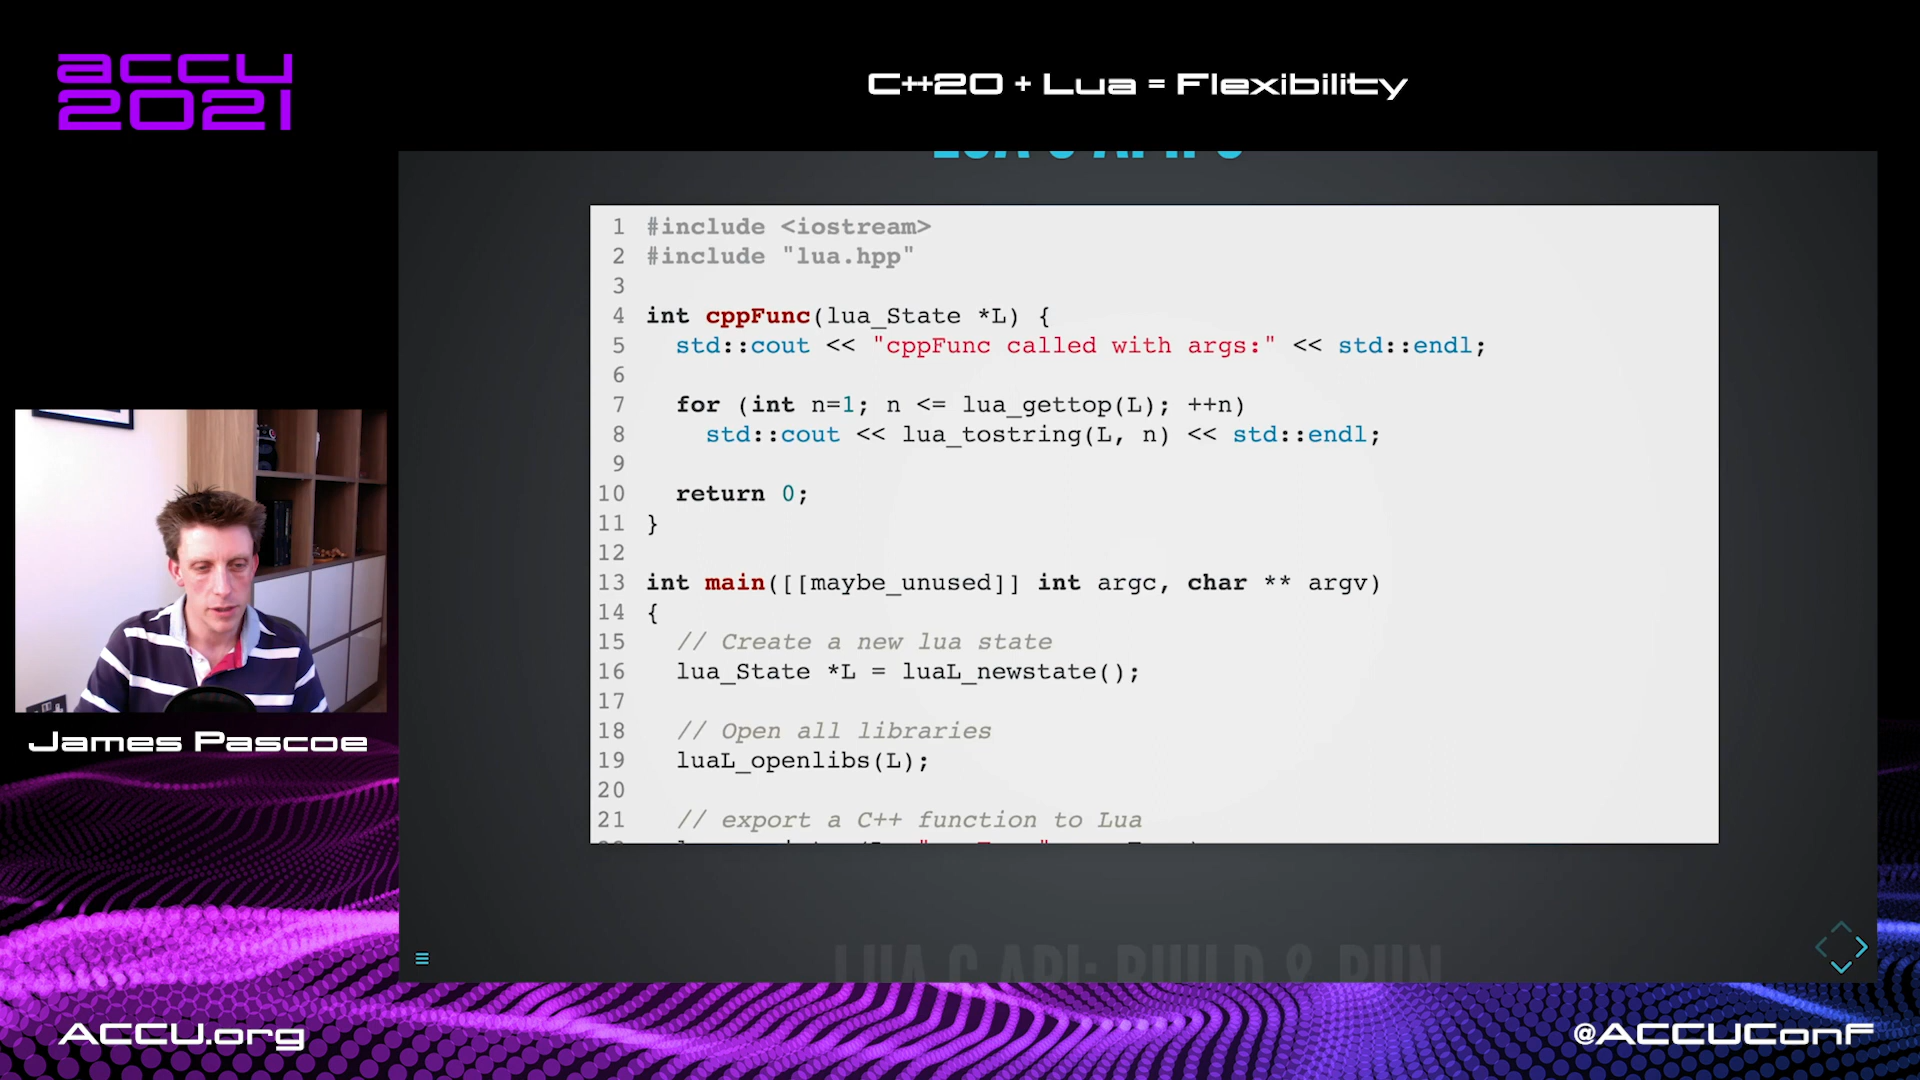 accu
2021
C++20 + Lua = Flexibility
1 #include <iostream>
2 #include "lua.hpp"
3
4 int cppFunc(lua_State *L) {
5 std::cout << "cppFunc called with args:" << std::endl;
6
7 for (int n=1; n <= lua_gettop(L); ++n)
8 std::cout << lua_tostring(L, n) << std::endl;
9
10 return 0;
11 }
12
13 int main([[maybe_unused]] int argc, char ** argv)
14 {
15 // Create a new lua state
16 lua_State *L = luaL_newstate();
17
18 // Open all libraries
19 luaL_openlibs(L);
20
21 // export a C++ function to Lua
LUA C API: BUILD & RUN
James Pascoe
ACCU.org
@ACCUConf